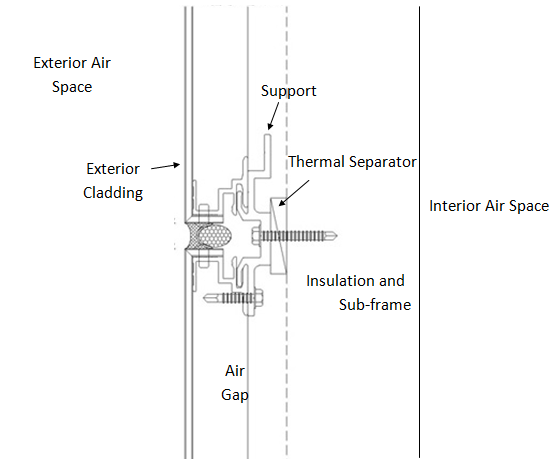 Exterior Air
Space
Support
Thermal Separator
Exterior
Cladding
Interior Air Space
Insulation and
Sub-frame
Air
Gap